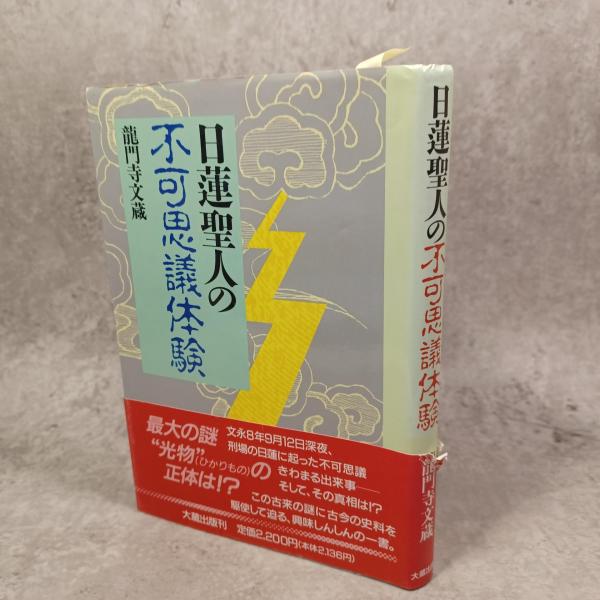 日蓮聖人の
不可思議体験
龍門寺文蔵
最大の謎
“光物”(ひかりもの)の
正体は!?
文永8年9月12日深夜、
刑場の日蓮に起った不可思議
きわまる出来事――
そして、その真相は!?
この古来の謎に古今の史料を
駆使して迫る、興味しんしんの一書。
大蔵出版刊
定価2,200円(本体2,136円)
日蓮聖人の不可思議体験
龍門寺文蔵
大蔵出版